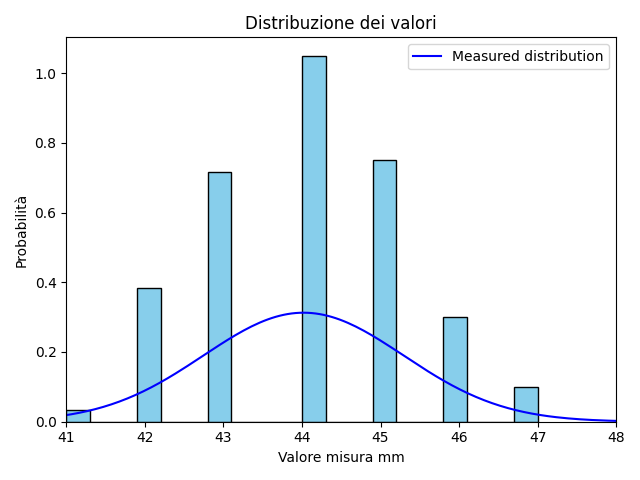 Distribuzione dei valori
Measured distribution
1.0
0.8
0.6
0.4
0.2
0.0
Probabilità
41 42 43 44 45 46 47 48
Valore misura mm